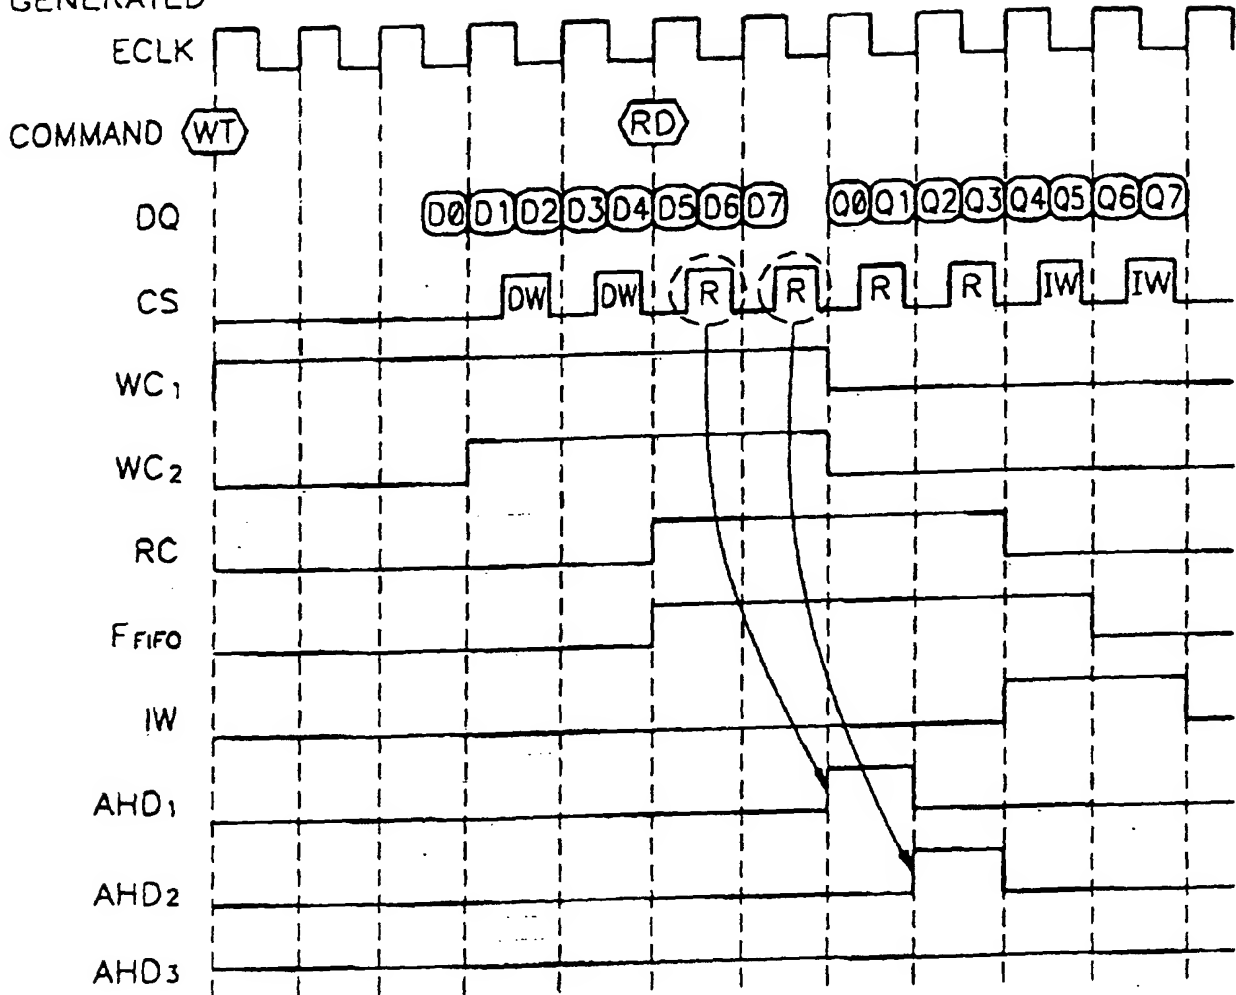 GENERATED
ECLK
COMMAND WT RD
DQ D0 D1 D2 D3 D4 D5 D6 D7 Q0 Q1 Q2 Q3 Q4 Q5 Q6 Q7
CS DW DW R R R R IW IW
WC1
WC2
RC
FFIFO
IW
AHD1
AHD2
AHD3